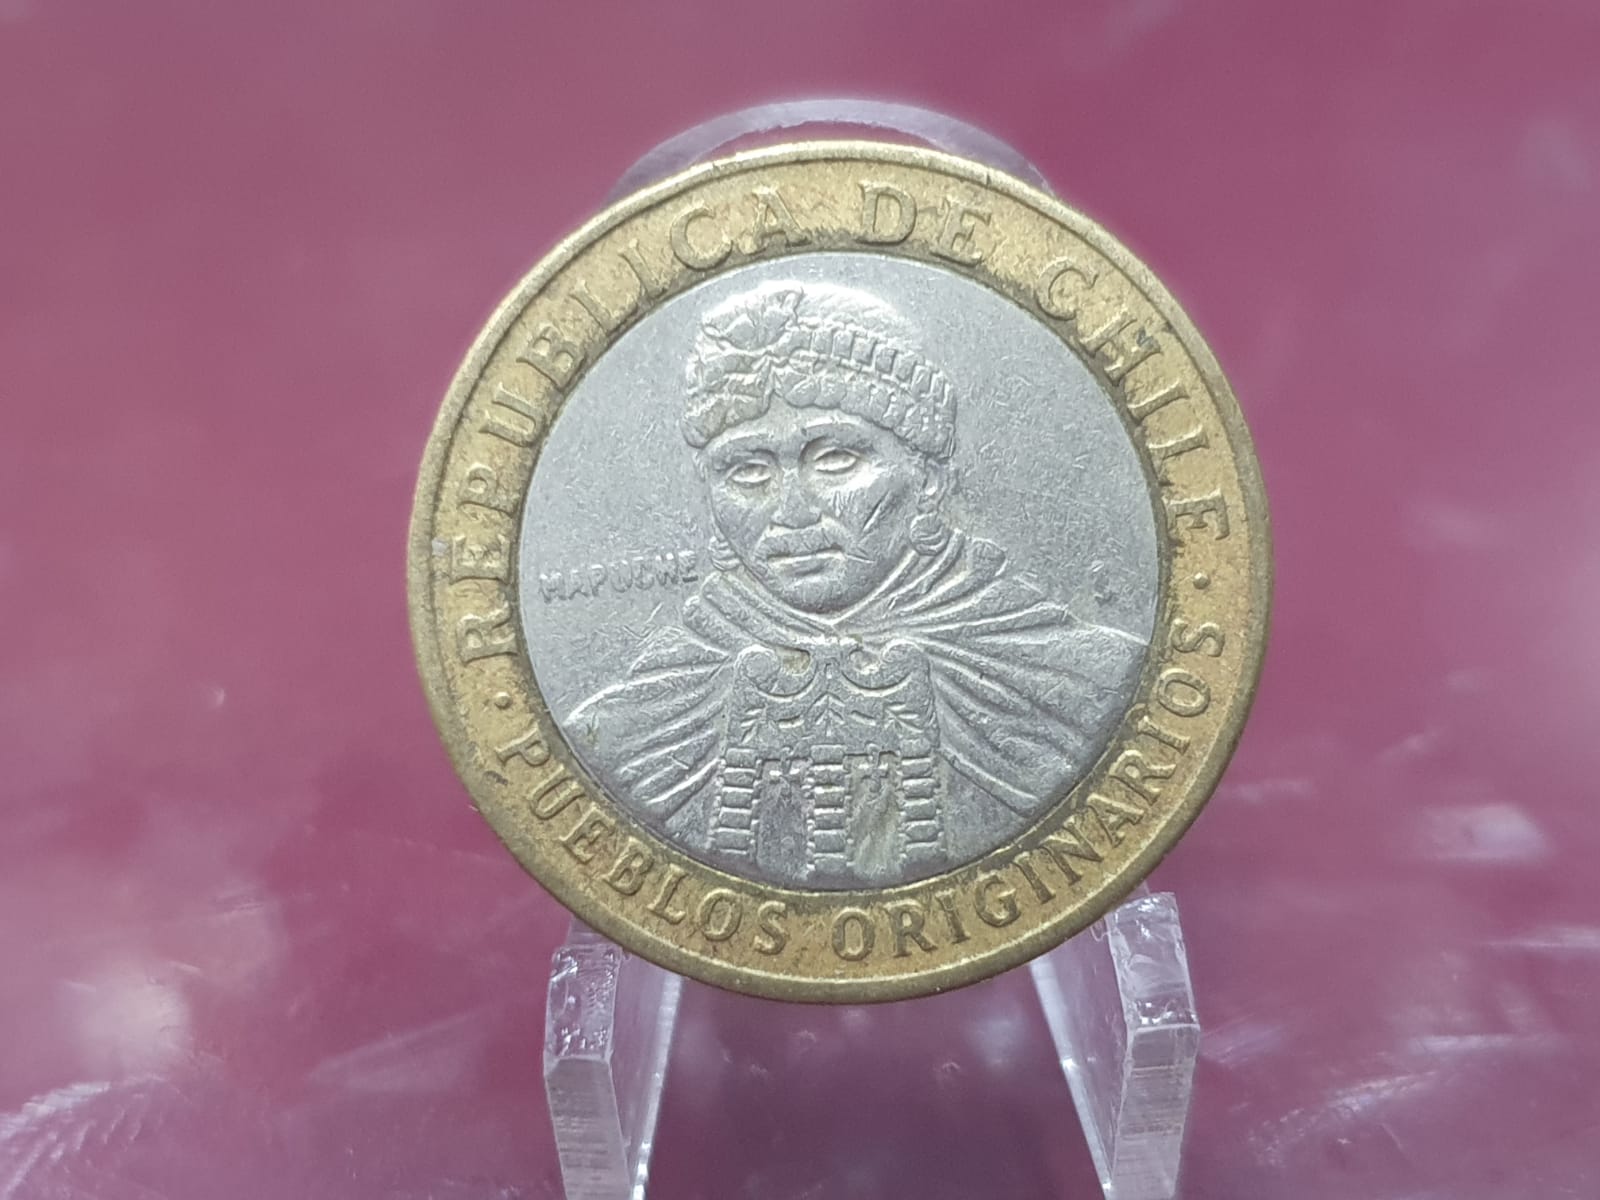 REPUBLICA DE CHILE
MAPUCHE
· PUEBLOS ORIGINARIOS ·